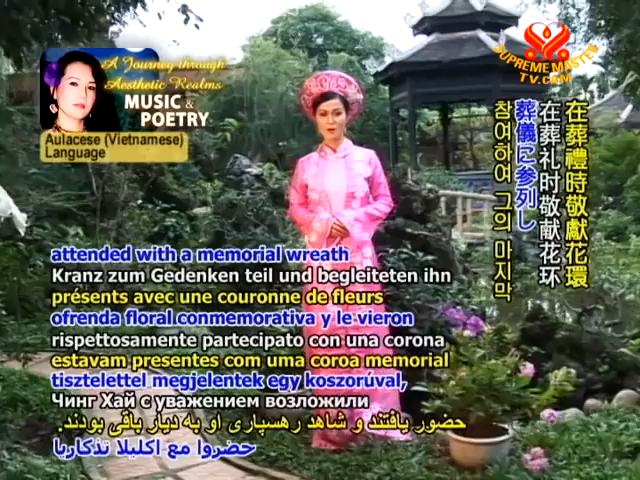 A Journey through
Aesthetic Realms
MUSIC &
POETRY
Aulacese (Vietnamese)
Language
SUPREME MASTER
TV.COM
在葬禮時敬獻花環
在葬礼时敬献花环
葬儀に参列し
참여하여 그의 마지막
attended with a memorial wreath
Kranz zum Gedenken teil und begleiteten ihn
présents avec une couronne de fleurs
ofrenda floral conmemorativa y le vieron
rispettosamente partecipato con una corona
estavam presentes com uma coroa memorial
tisztelettel megjelentek egy koszorúval,
Чинг Хай с уважением возложили
حضور یافتند و شاهد رهسپاری او به دیار باقی بودند.
حضروا مع اكليلا تذكاريا